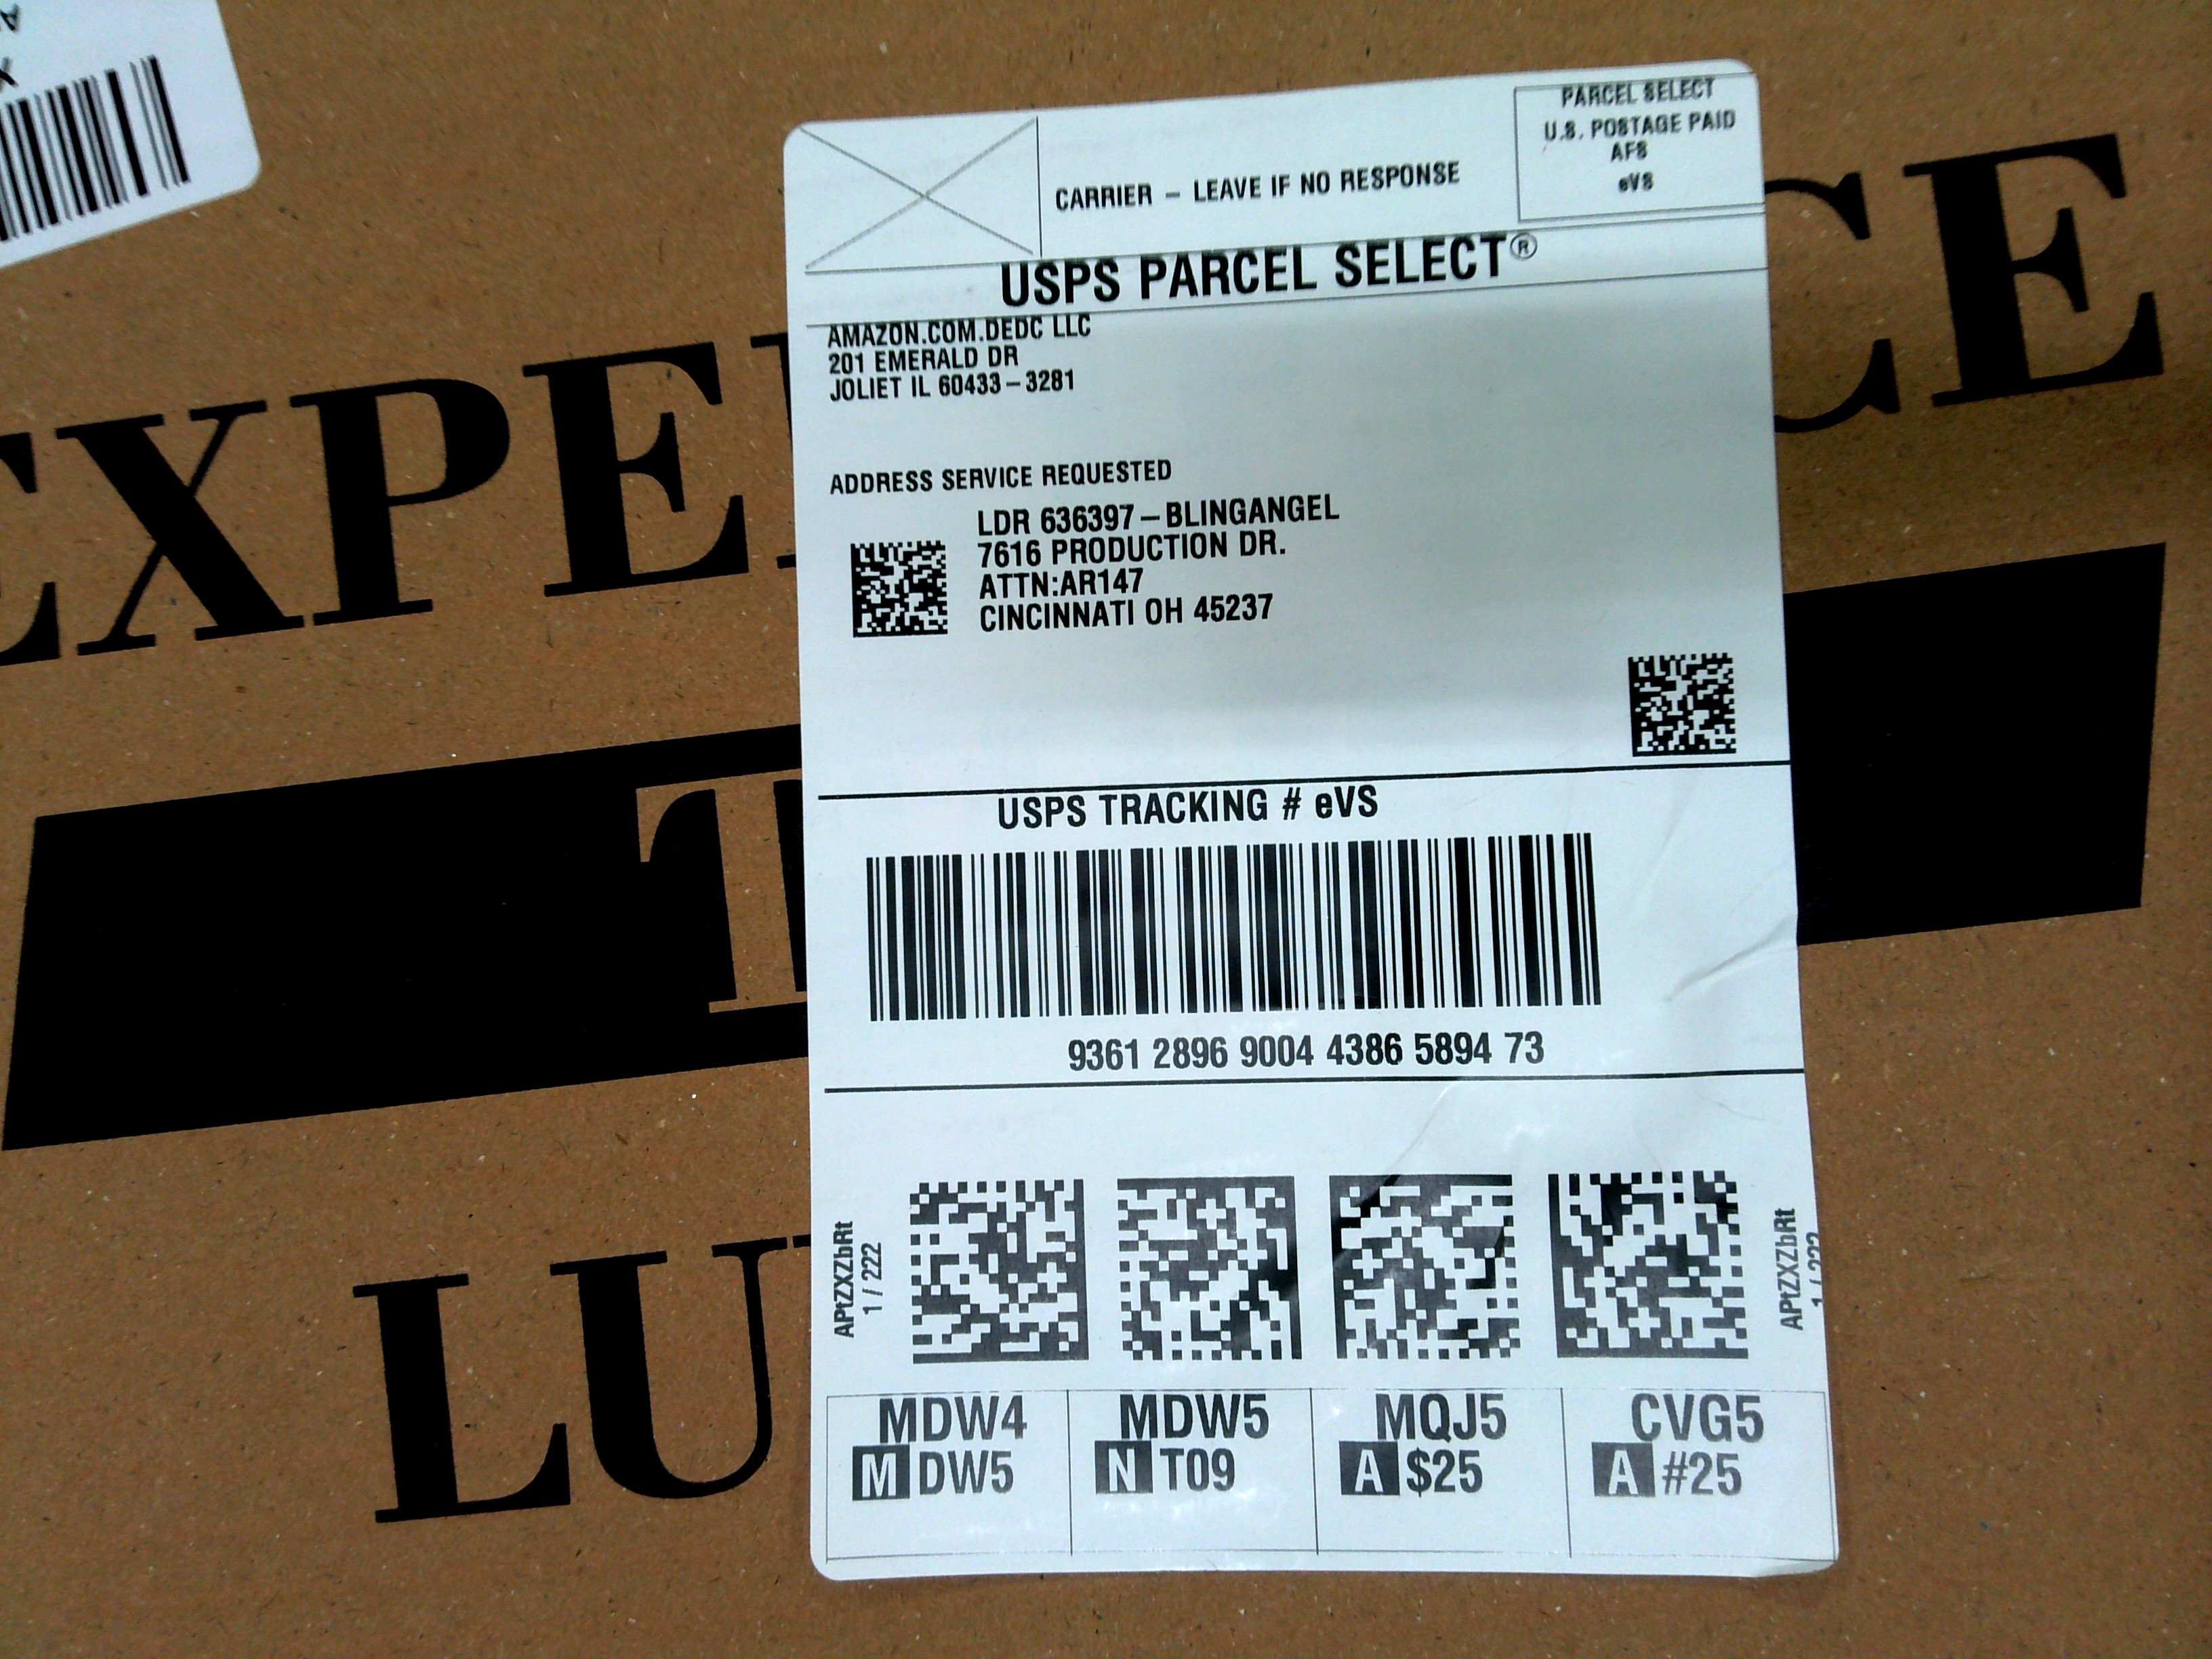 PARCEL SELECT
U.S. POSTAGE PAID
AFS
eVS
CARRIER – LEAVE IF NO RESPONSE
USPS PARCEL SELECT®
AMAZON.COM.DEDC LLC
201 EMERALD DR
JOLIET IL 60433-3281
ADDRESS SERVICE REQUESTED
LDR 636397-BLINGANGEL
7616 PRODUCTION DR.
ATTN:AR147
CINCINNATI OH 45237
USPS TRACKING # eVS
9361 2896 9004 4386 5894 73
APtZXZbRt
1 / 222
APtZXZbRt
1 / 222
MDW4 MDW5 MQJ5 CVG5
M DW5 N T09 A $25 A #25